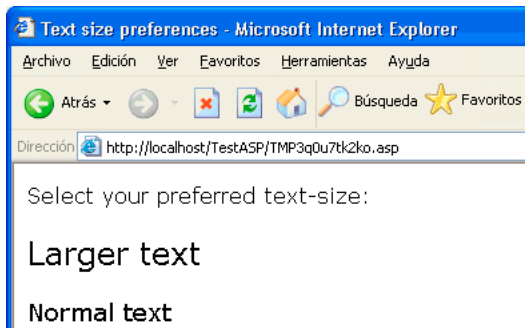 Text size preferences - Microsoft Internet Explorer
Archivo Edición Ver Favoritos Herramientas Ayuda
Atrás Búsqueda Favoritos
Dirección http://localhost/TestASP/TMP3q0u7tk2ko.asp
Select your preferred text-size:
Larger text
Normal text